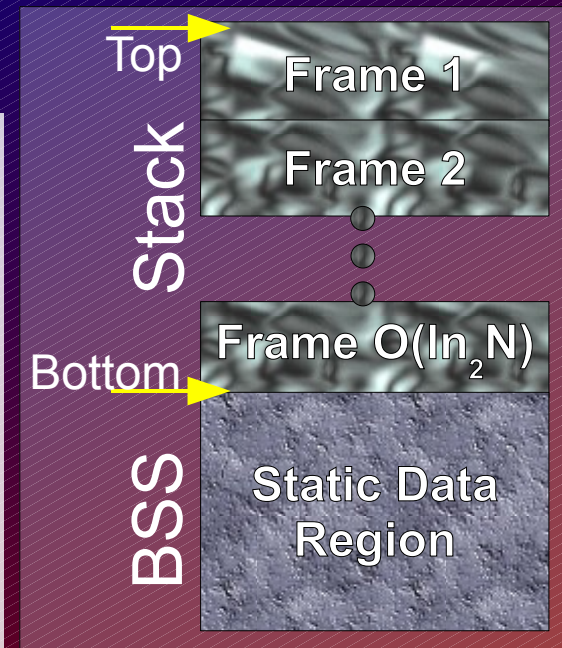 Top
Frame 1
Stack
Frame 2
Frame O(ln₂N)
Bottom
BSS
Static Data
Region